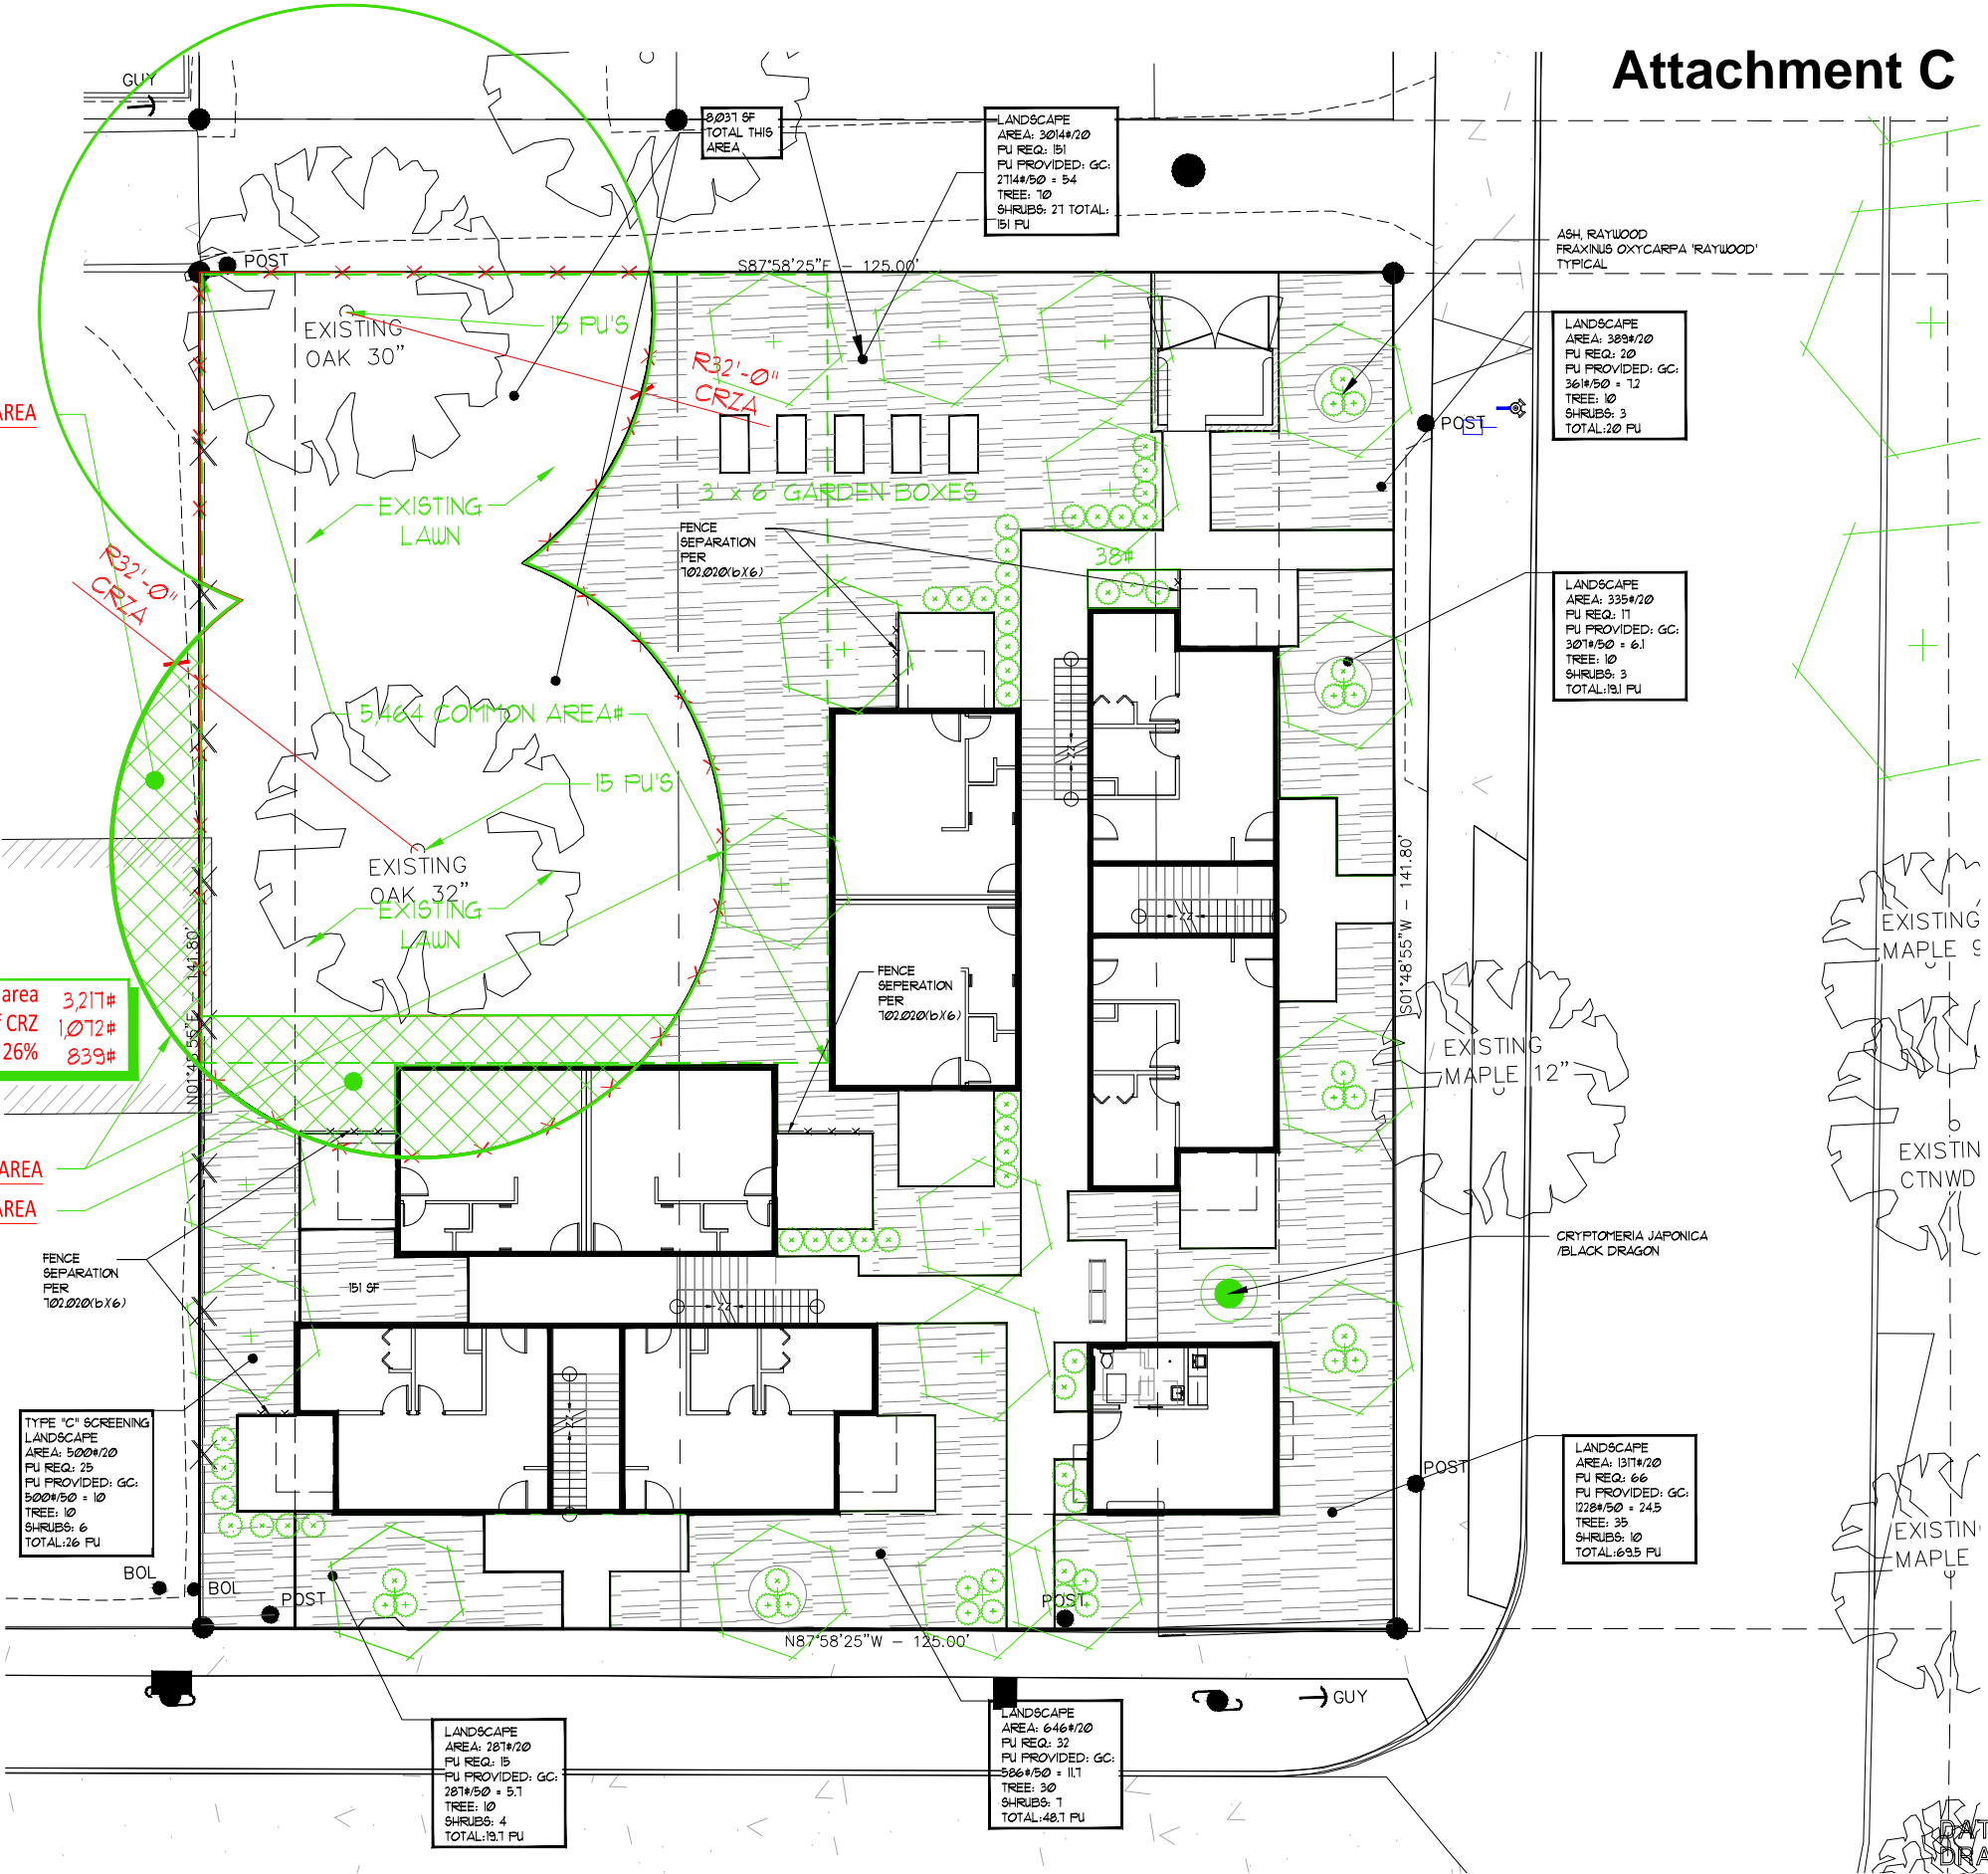 Attachment C
GUY
8,037 SF
TOTAL THIS
AREA
LANDSCAPE
AREA: 3014#/20
PU REQ.: 151
PU PROVIDED: GC:
2714#/50 = 54
TREE: 70
SHRUBS: 27 TOTAL:
151 PU
ASH, RAYWOOD
FRAXINUS OXYCARPA 'RAYWOOD'
TYPICAL
POST
S87°58'25"E - 125.00'
EXISTING
OAK 30"
15 PU'S
R32'-0"
CRZA
LANDSCAPE
AREA: 389#/20
PU REQ.: 20
PU PROVIDED: GC:
361#/50 = 7.2
TREE: 10
SHRUBS: 3
TOTAL:20 PU
AREA
POST
EXISTING
LAWN
3' x 6' GARDEN BOXES
FENCE
SEPARATION
PER
702.020(b)(6)
38#
R32'-0"
CRZA
LANDSCAPE
AREA: 335#/20
PU REQ.: 17
PU PROVIDED: GC:
307#/50 = 6.1
TREE: 10
SHRUBS: 3
TOTAL:19.1 PU
5,464 COMMON AREA#
15 PU'S
EXISTING
OAK 32"
EXISTING
LAWN
N01°48'55"E - 141.80'
S01°48'55"W - 141.80'
FENCE
SEPERATION
PER
702.020(b)(6)
area 3,217#
CRZ 1,072#
26% 839#
EXISTING
MAPLE 12"
EXISTING
MAPLE 9
EXISTIN
CTNWD
AREA
AREA
FENCE
SEPARATION
PER
702.020(b)(6)
151 SF
CRYPTOMERIA JAPONICA
/BLACK DRAGON
TYPE "C" SCREENING
LANDSCAPE
AREA: 500#/20
PU REQ: 25
PU PROVIDED: GC:
500#/50 = 10
TREE: 10
SHRUBS: 6
TOTAL:26 PU
POST
LANDSCAPE
AREA: 1317#/20
PU REQ.: 66
PU PROVIDED: GC:
1228#/50 = 24.5
TREE: 35
SHRUBS: 10
TOTAL:69.5 PU
EXISTIN
MAPLE
BOL
BOL
POST
POST
N87°58'25"W - 125.00'
GUY
LANDSCAPE
AREA: 287#/20
PU REQ.: 15
PU PROVIDED: GC:
287#/50 = 5.7
TREE: 10
SHRUBS: 4
TOTAL:19.7 PU
LANDSCAPE
AREA: 646#/20
PU REQ.: 32
PU PROVIDED: GC:
586#/50 = 11.7
TREE: 30
SHRUBS: 7
TOTAL:48.7 PU
DAT
DRA